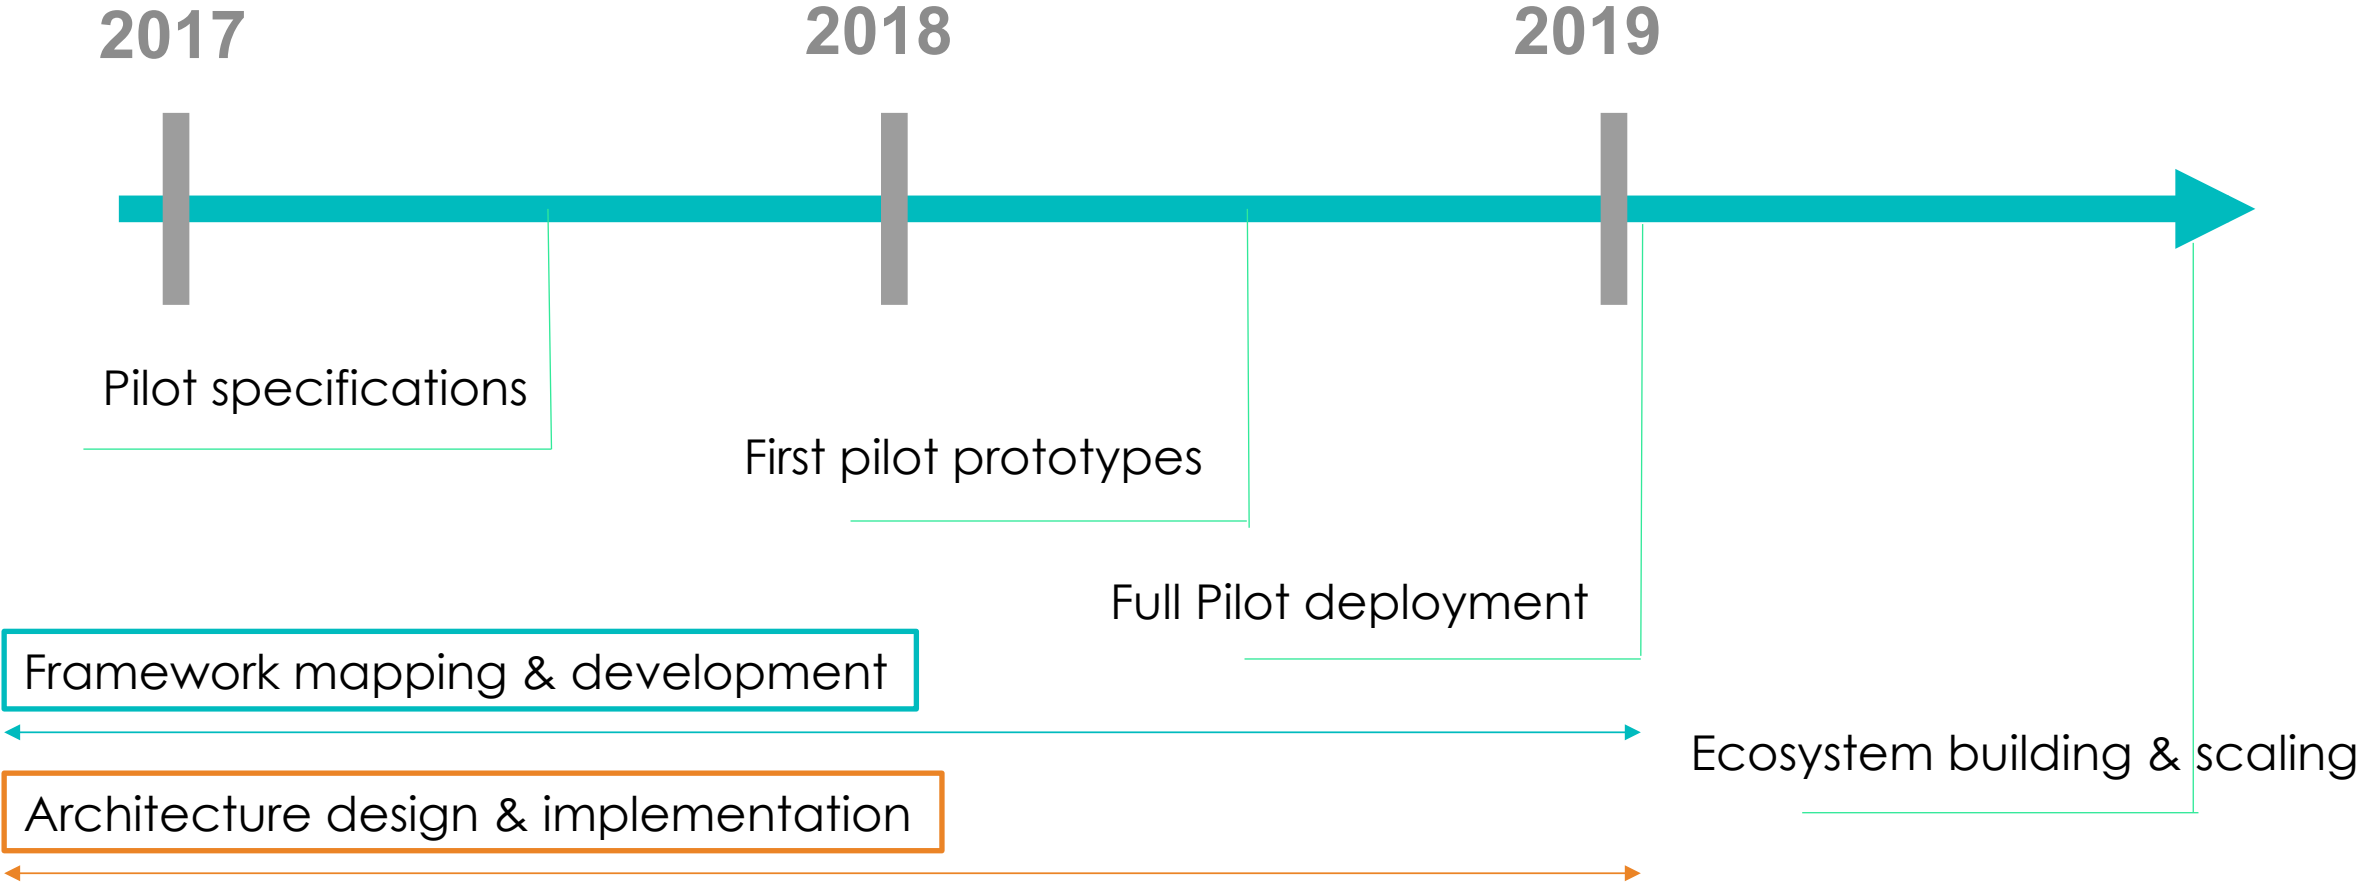 2017
2018
2019
Pilot specifications
First pilot prototypes
Full Pilot deployment
Framework mapping & development
Ecosystem building & scaling
Architecture design & implementation